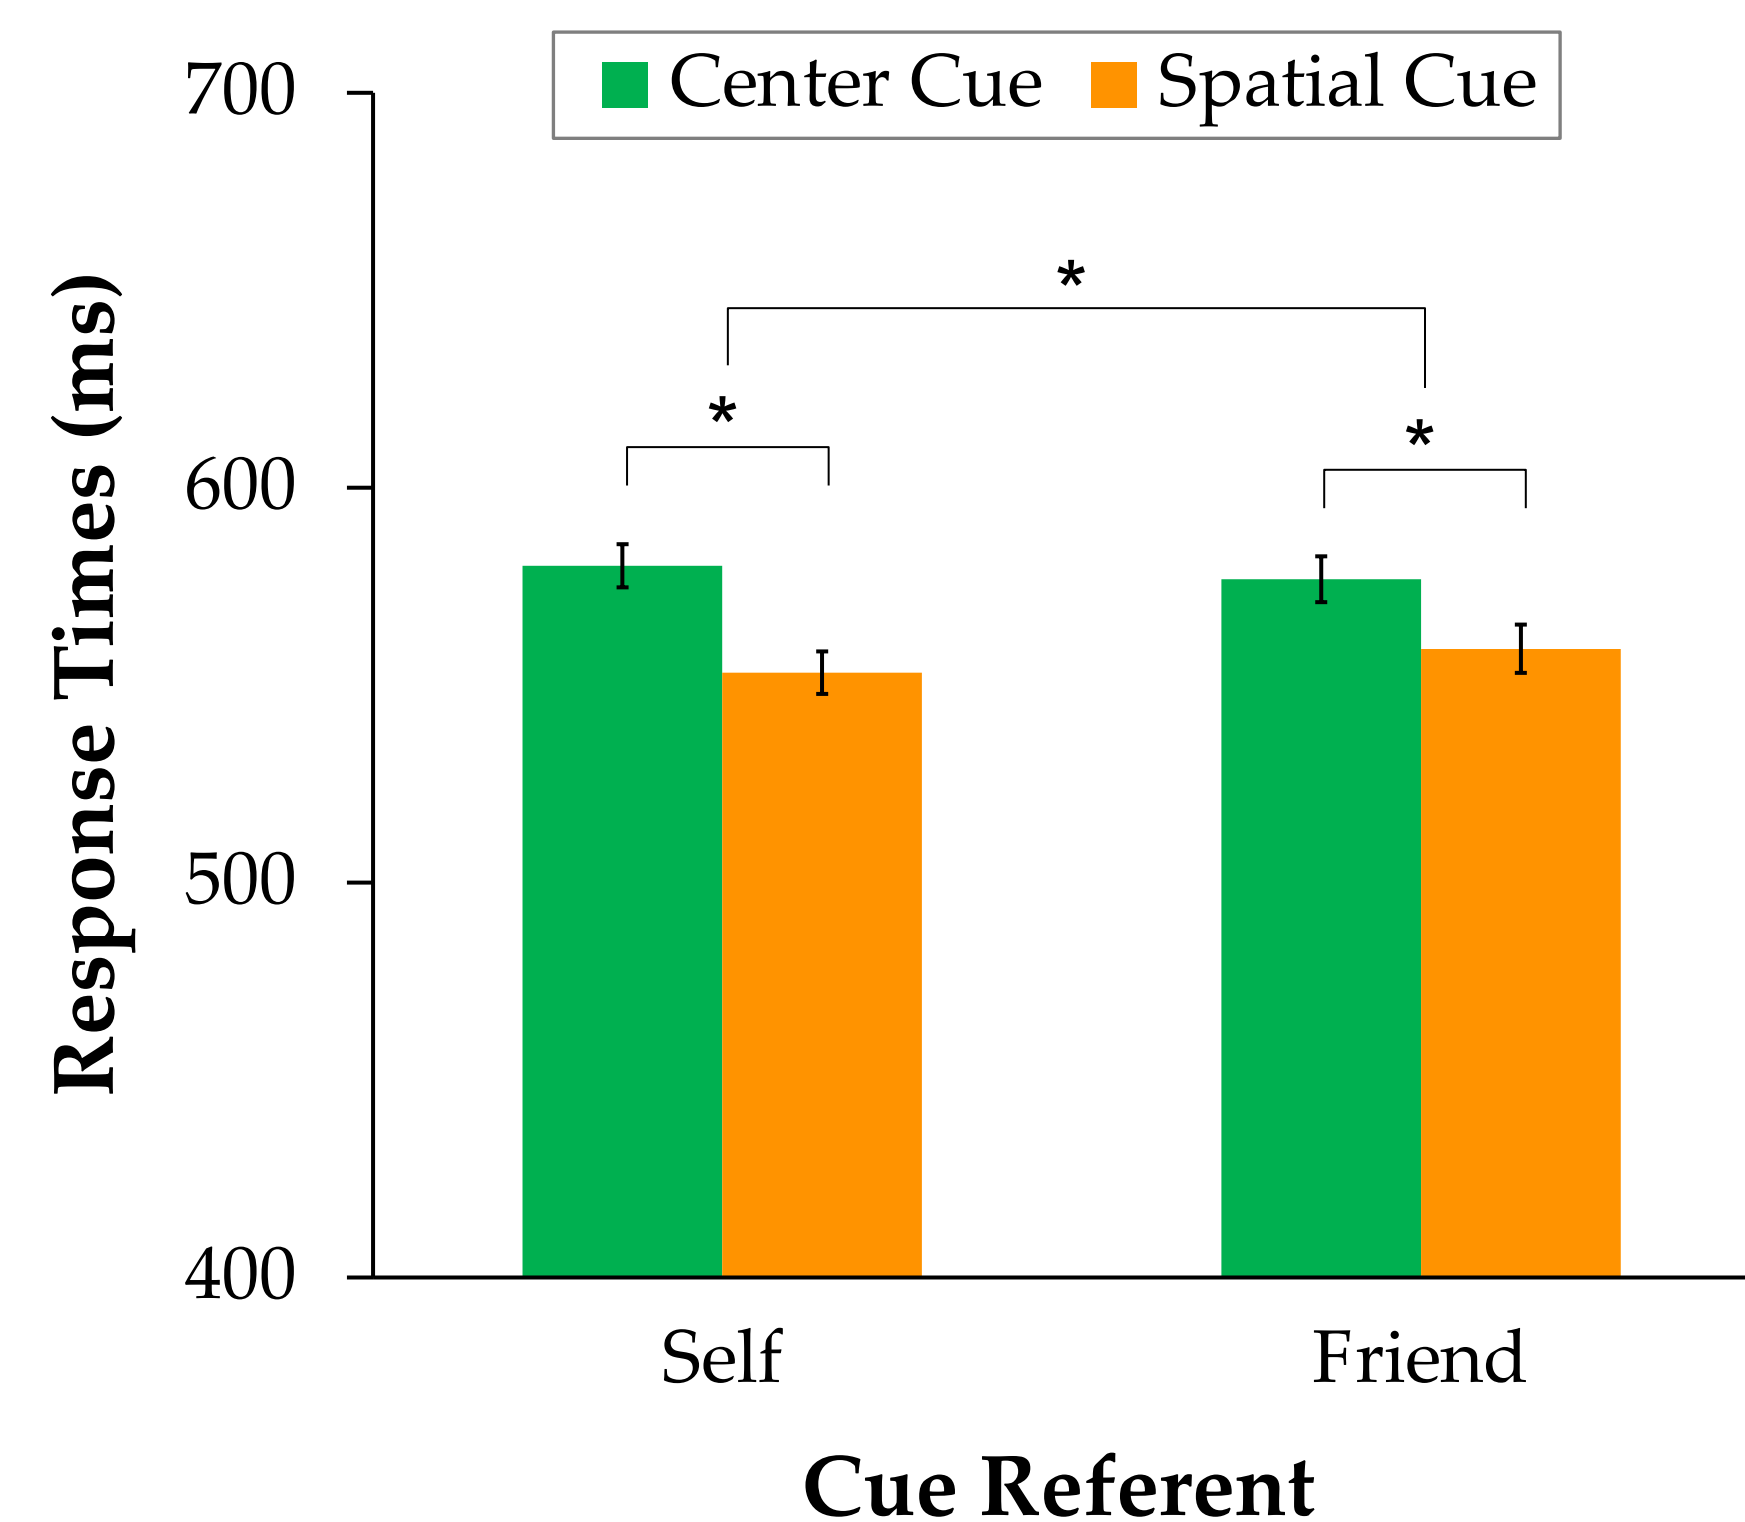 Center Cue Spatial Cue
700
600
500
400
Response Times (ms)
*
*
*
Self Friend
Cue Referent